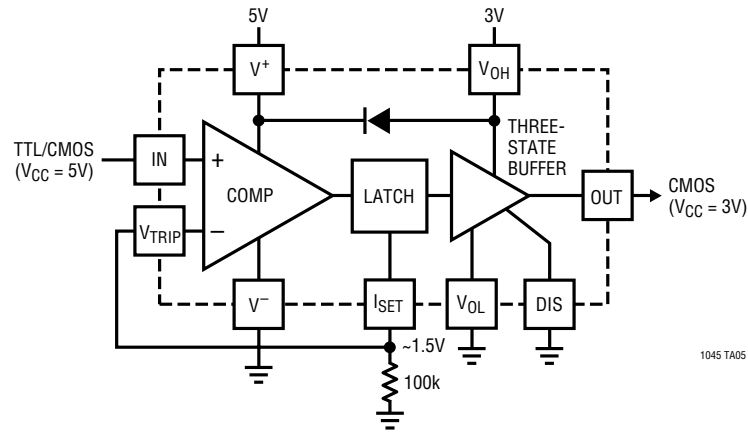 5V
3V
V+
VOH
THREE-
STATE
BUFFER
TTL/CMOS
(VCC = 5V)
IN
+
COMP
LATCH
OUT
CMOS
(VCC = 3V)
VTRIP
–
V–
ISET
VOL
DIS
~1.5V
100k
1045 TA05